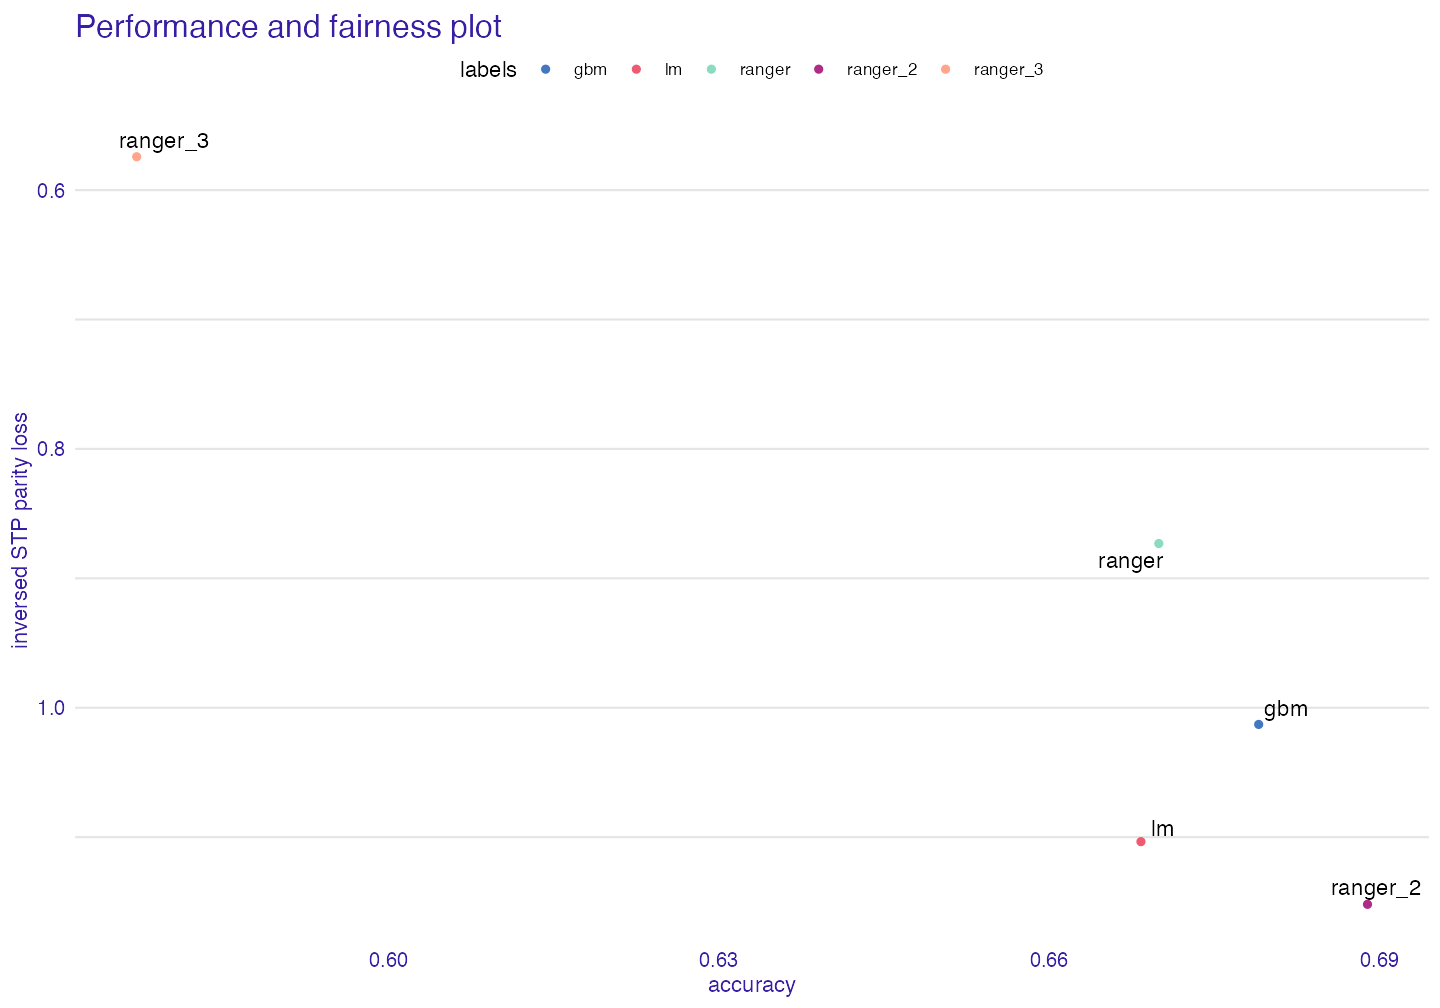 Performance and fairness plot
labels gbm lm ranger ranger_2 ranger_3
ranger_3
0.6
0.8
inversed STP parity loss
ranger
1.0
gbm
lm
ranger_2
0.60 0.63 0.66 0.69
accuracy